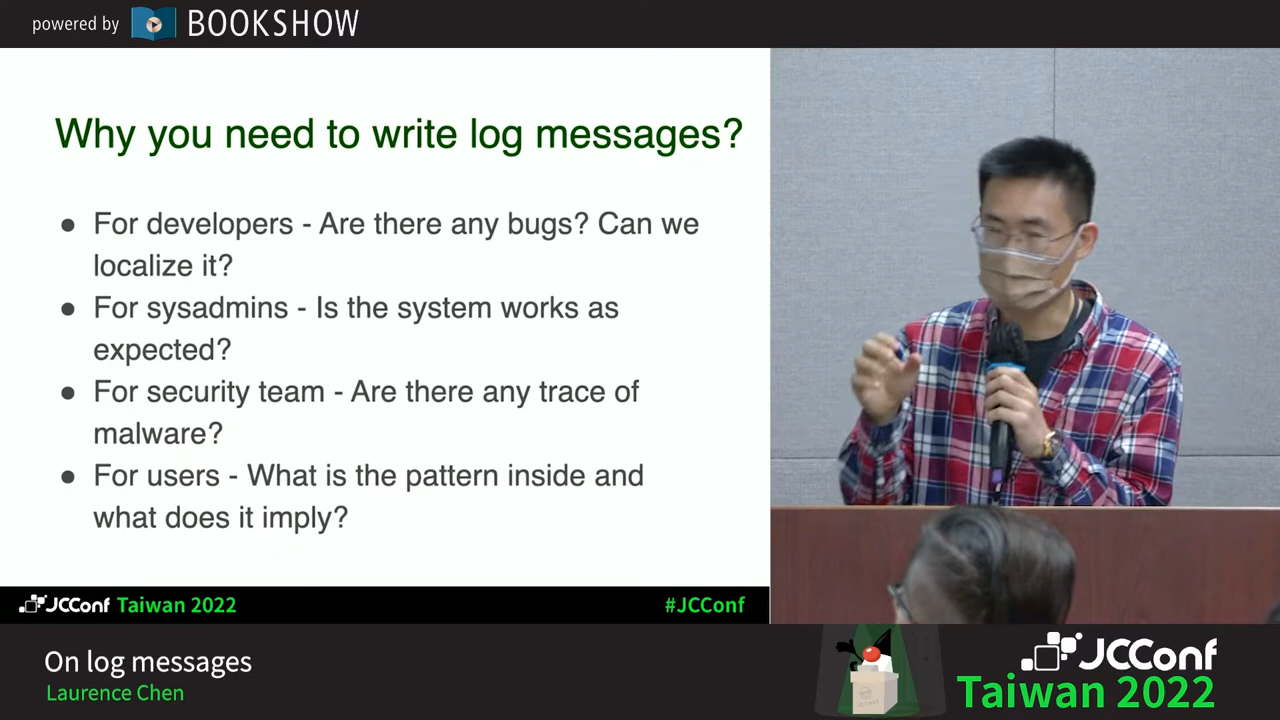 powered by BOOKSHOW
Why you need to write log messages?
● For developers - Are there any bugs? Can we
localize it?
● For sysadmins - Is the system works as
expected?
● For security team - Are there any trace of
malware?
● For users - What is the pattern inside and
what does it imply?
JCConf Taiwan 2022
#JCConf
On log messages
Laurence Chen
JCConf
Taiwan 2022